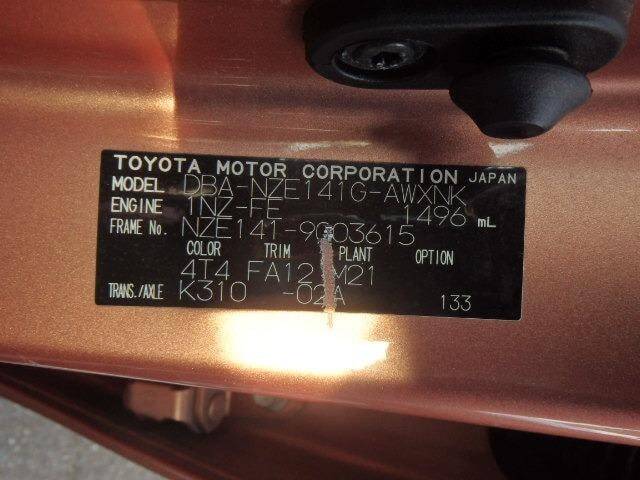 TOYOTA MOTOR CORPORATION JAPAN
MODEL DBA-NZE141G-AWXNK
ENGINE 1NZ-FE 1496 mL
FRAME No. NZE141-9003615
COLOR TRIM PLANT OPTION
4T4 FA12 M21
TRANS./AXLE K310 -02A 133